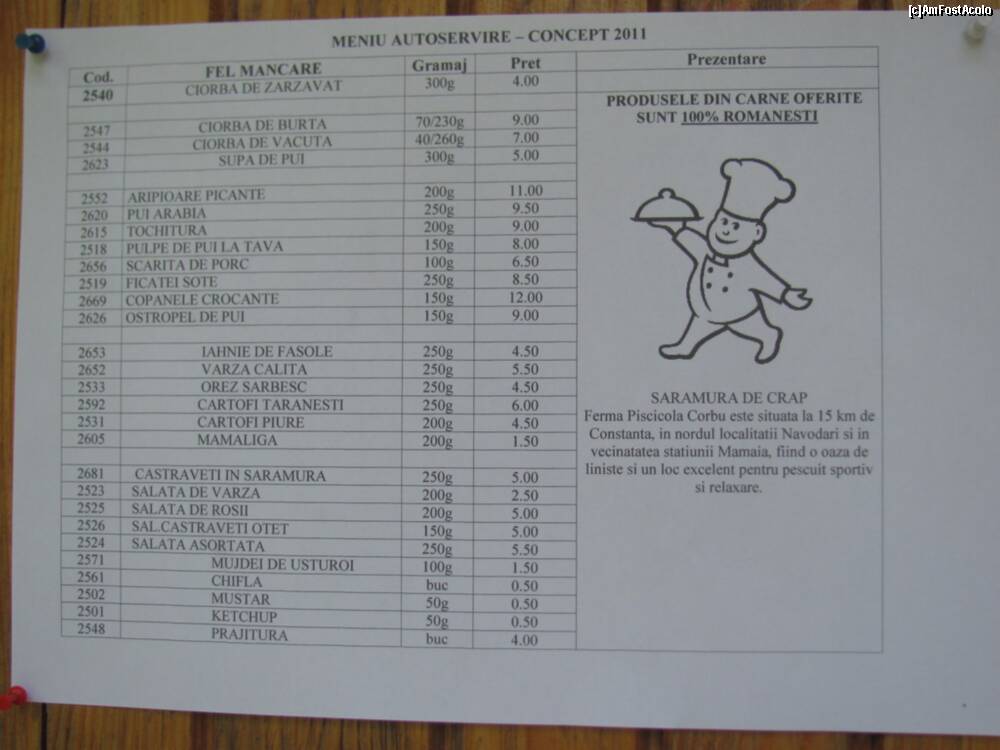 [c]AmFostAcolo
MENIU AUTOSERVIRE – CONCEPT 2011
Cod. FEL MANCARE Gramaj Pret Prezentare
2540 CIORBA DE ZARZAVAT 300g 4.00
2547 CIORBA DE BURTA 70/230g 9.00
2544 CIORBA DE VACUTA 40/260g 7.00
2623 SUPA DE PUI 300g 5.00
2552 ARIPIOARE PICANTE 200g 11.00
2620 PUI ARABIA 250g 9.50
2615 TOCHITURA 200g 9.00
2518 PULPE DE PUI LA TAVA 150g 8.00
2656 SCARITA DE PORC 100g 6.50
2519 FICATEI SOTE 250g 8.50
2669 COPANELE CROCANTE 150g 12.00
2626 OSTROPEL DE PUI 150g 9.00
2653 IAHNIE DE FASOLE 250g 4.50
2652 VARZA CALITA 250g 5.50
2533 OREZ SARBESC 250g 4.50
2592 CARTOFI TARANESTI 250g 6.00
2531 CARTOFI PIURE 200g 4.50
2605 MAMALIGA 200g 1.50
2681 CASTRAVETI IN SARAMURA 250g 5.00
2523 SALATA DE VARZA 200g 2.50
2525 SALATA DE ROSII 200g 5.00
2526 SAL.CASTRAVETI OTET 150g 5.00
2524 SALATA ASORTATA 250g 5.50
2571 MUJDEI DE USTUROI 100g 1.50
2561 CHIFLA buc 0.50
2502 MUSTAR 50g 0.50
2501 KETCHUP 50g 0.50
2548 PRAJITURA buc 4.00
PRODUSELE DIN CARNE OFERITE
SUNT 100% ROMANESTI
SARAMURA DE CRAP
Ferma Piscicola Corbu este situata la 15 km de
Constanta, in nordul localitatii Navodari si in
vecinatatea statiunii Mamaia, fiind o oaza de
liniste si un loc excelent pentru pescuit sportiv
si relaxare.